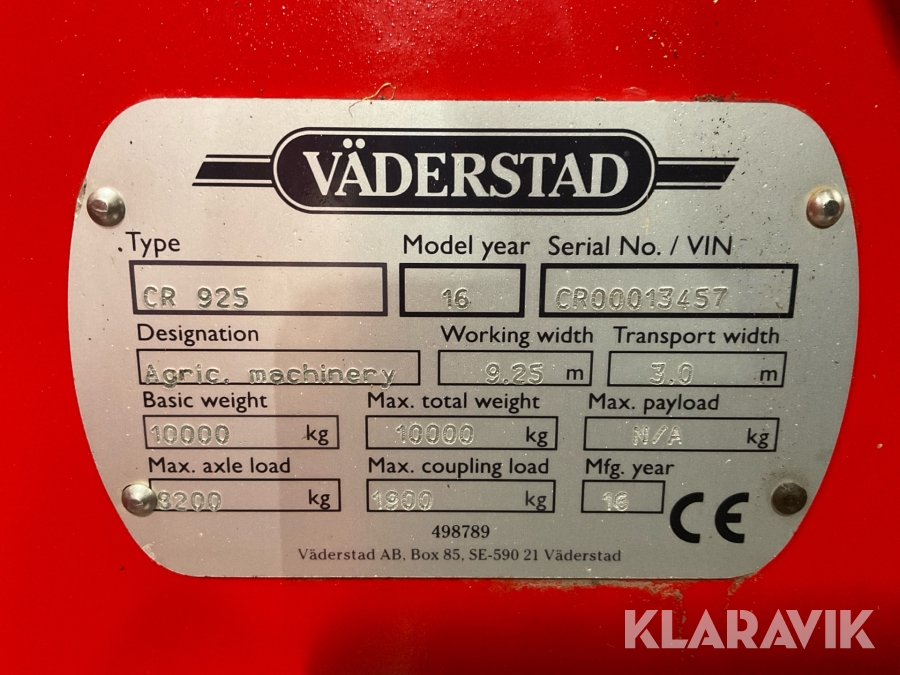 VÄDERSTAD
Type Model year Serial No. / VIN
CR 925 16 CR00013457
Designation Working width Transport width
Agric. machinery 9.25 m 3.0 m
Basic weight Max. total weight Max. payload
10000 kg 10000 kg N/A kg
Max. axle load Max. coupling load Mfg. year
8200 kg 1900 kg 16 CE
498789
Väderstad AB, Box 85, SE-590 21 Väderstad
KLARAVIK